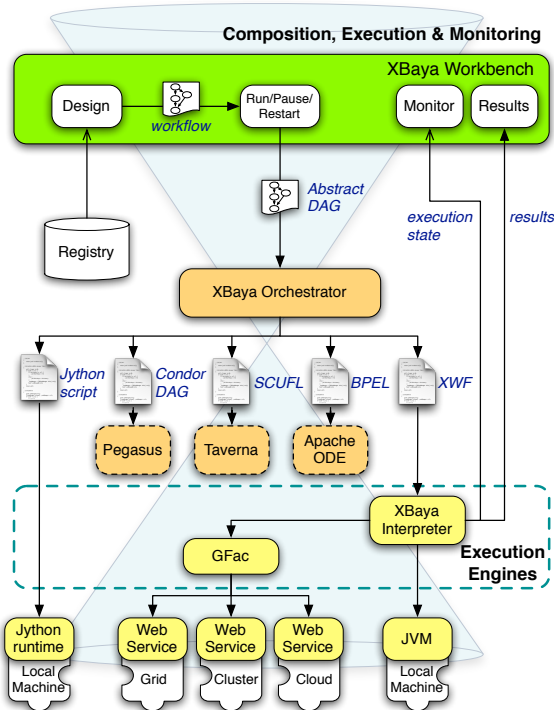 Composition, Execution & Monitoring
XBaya Workbench
Design
workflow
Run/Pause/
Restart
Monitor
Results
Abstract
DAG
execution
state
results
Registry
XBaya Orchestrator
Jython
script
Condor
DAG
SCUFL
BPEL
XWF
Pegasus
Taverna
Apache
ODE
XBaya
Interpreter
GFac
Execution
Engines
Jython
runtime
Local
Machine
Web
Service
Grid
Web
Service
Cluster
Web
Service
Cloud
JVM
Local
Machine